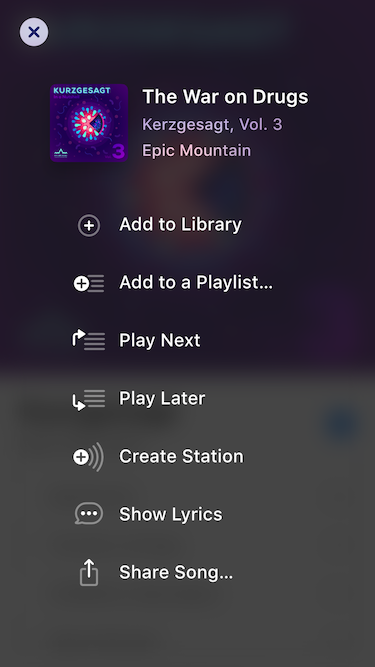 KURZGESAGT
3
The War on Drugs
Kerzgesagt, Vol. 3
Epic Mountain
Add to Library
Add to a Playlist...
Play Next
Play Later
Create Station
Show Lyrics
Share Song...